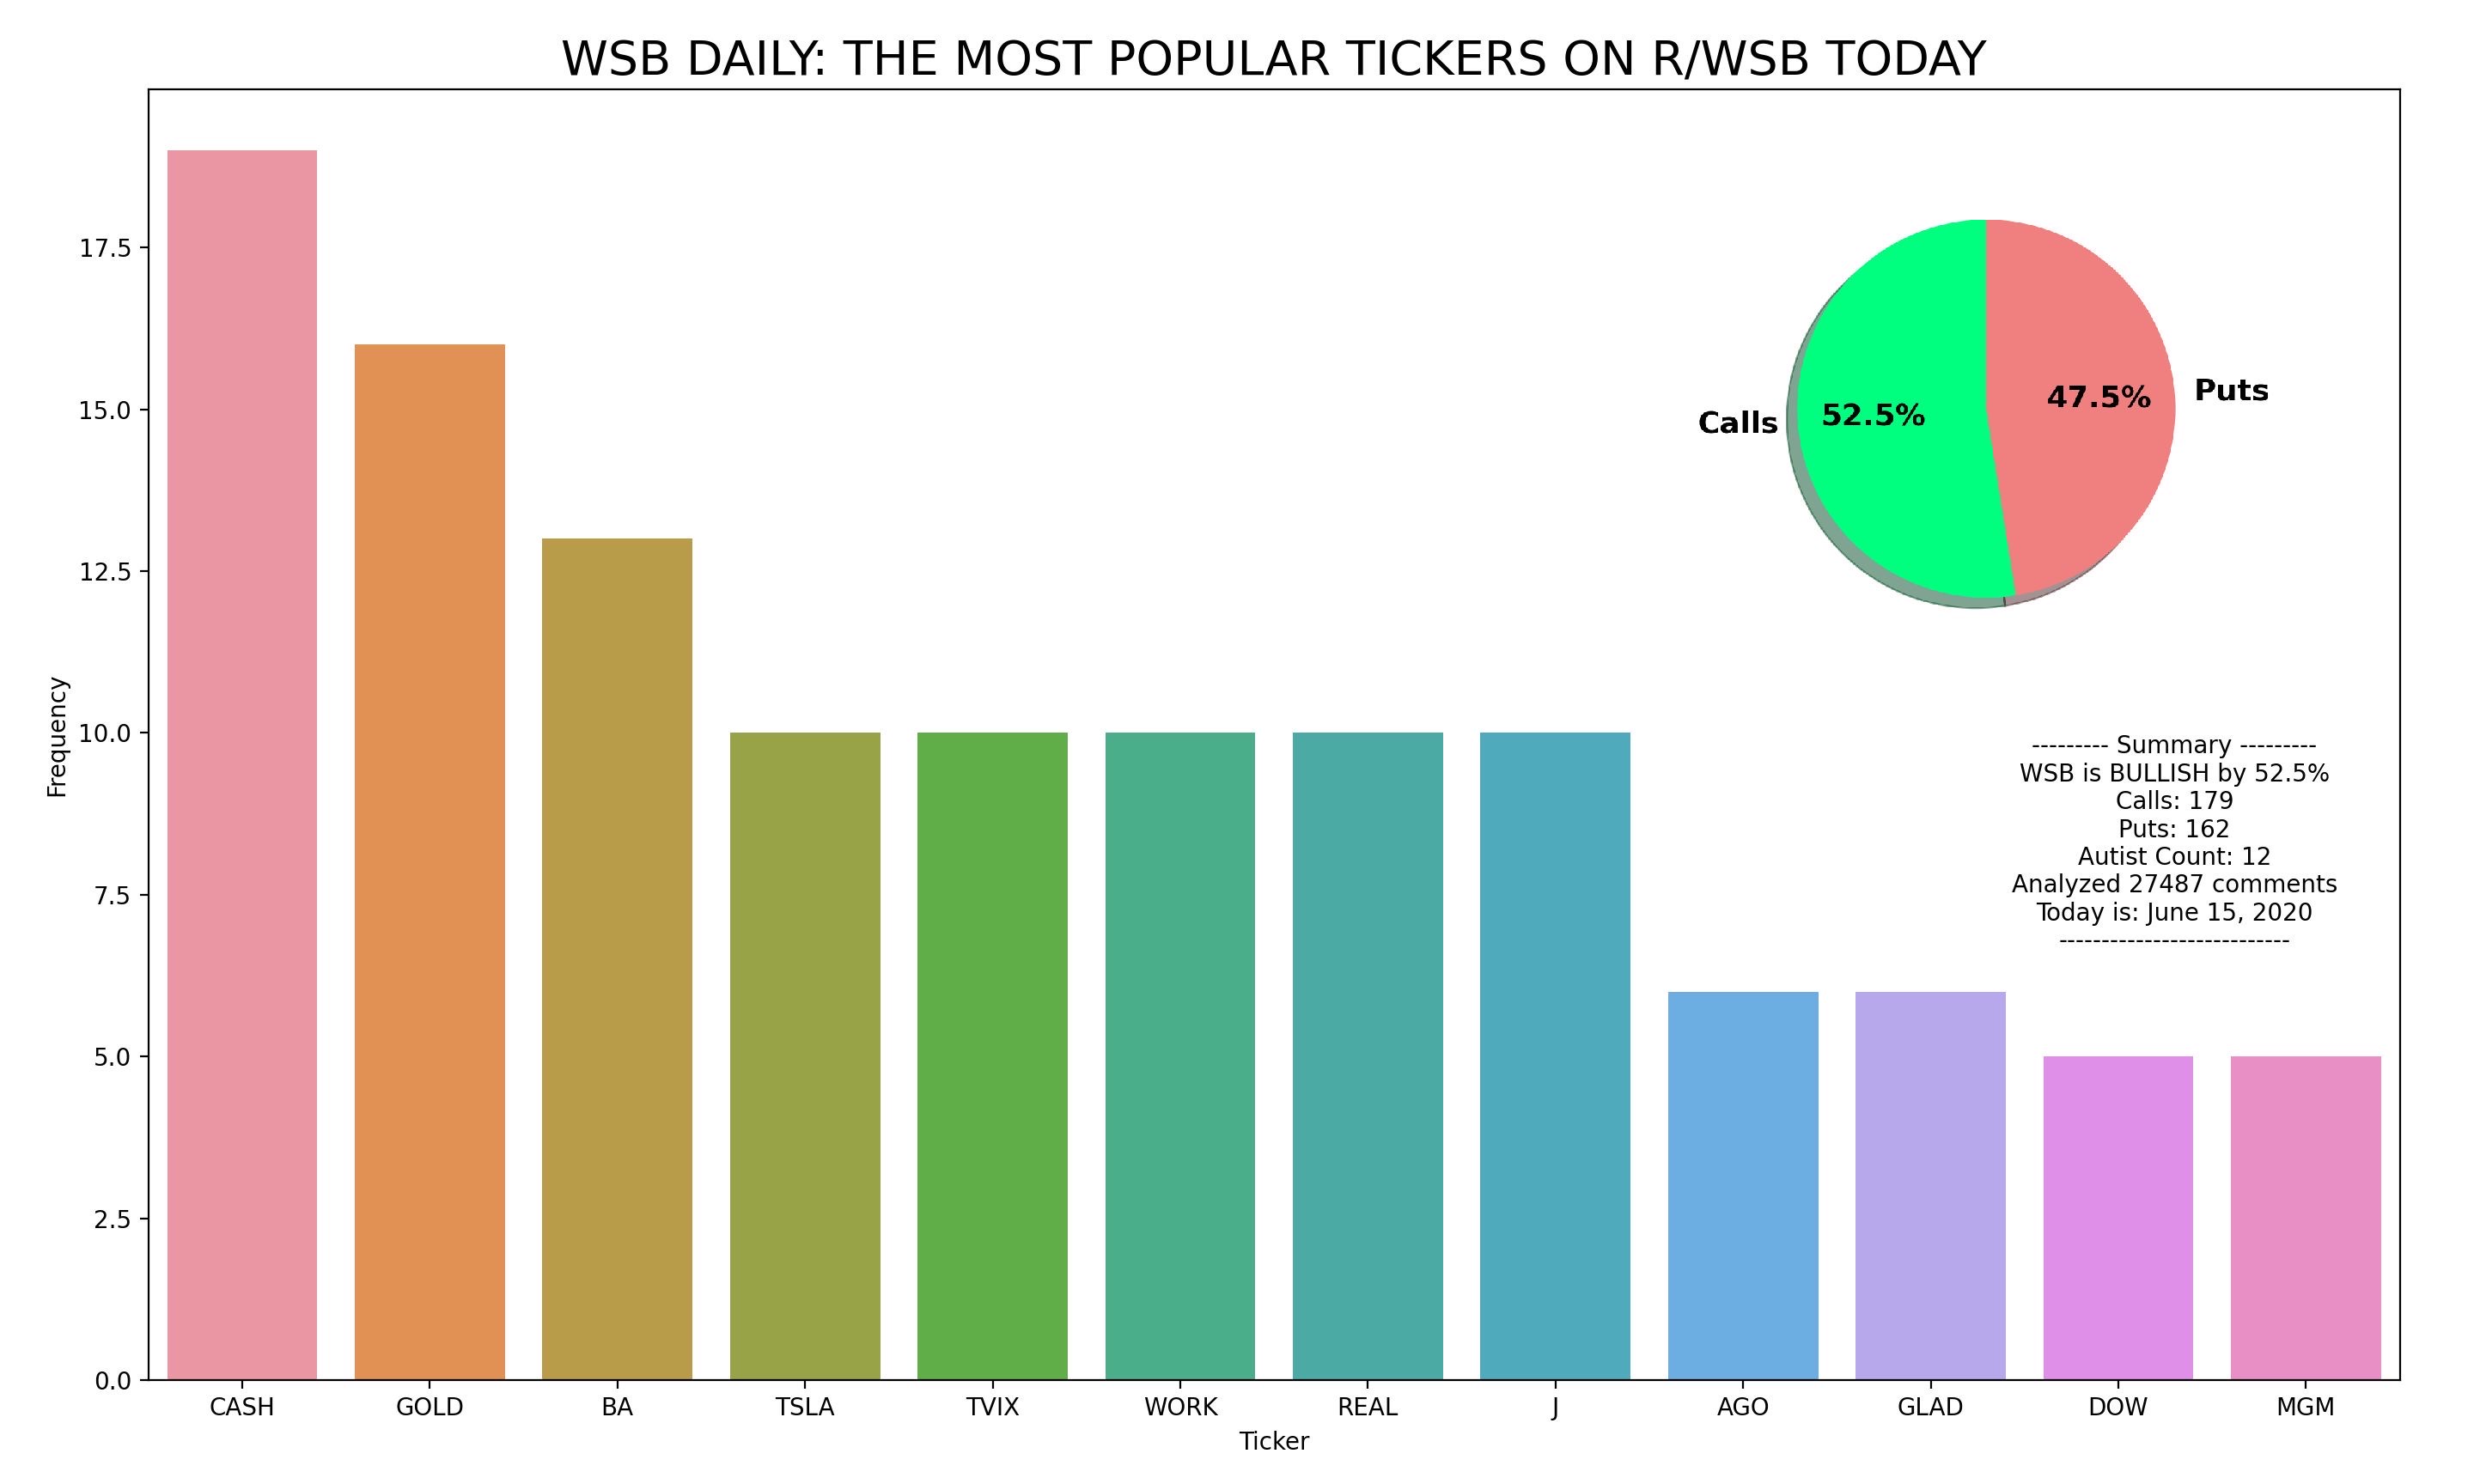 WSB DAILY: THE MOST POPULAR TICKERS ON R/WSB TODAY
Frequency
17.5
15.0
12.5
10.0
7.5
5.0
2.5
0.0
Calls
52.5%
47.5%
Puts
--------- Summary ---------
WSB is BULLISH by 52.5%
Calls: 179
Puts: 162
Autist Count: 12
Analyzed 27487 comments
Today is: June 15, 2020
---------------------------
CASH GOLD BA TSLA TVIX WORK REAL J AGO GLAD DOW MGM
Ticker